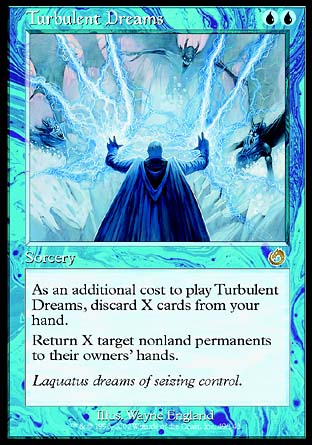 Turbulent Dreams
Sorcery
As an additional cost to play Turbulent
Dreams, discard X cards from your
hand.
Return X target nonland permanents
to their owners' hands.
Laquatus dreams of seizing control.
Illus. Wayne England